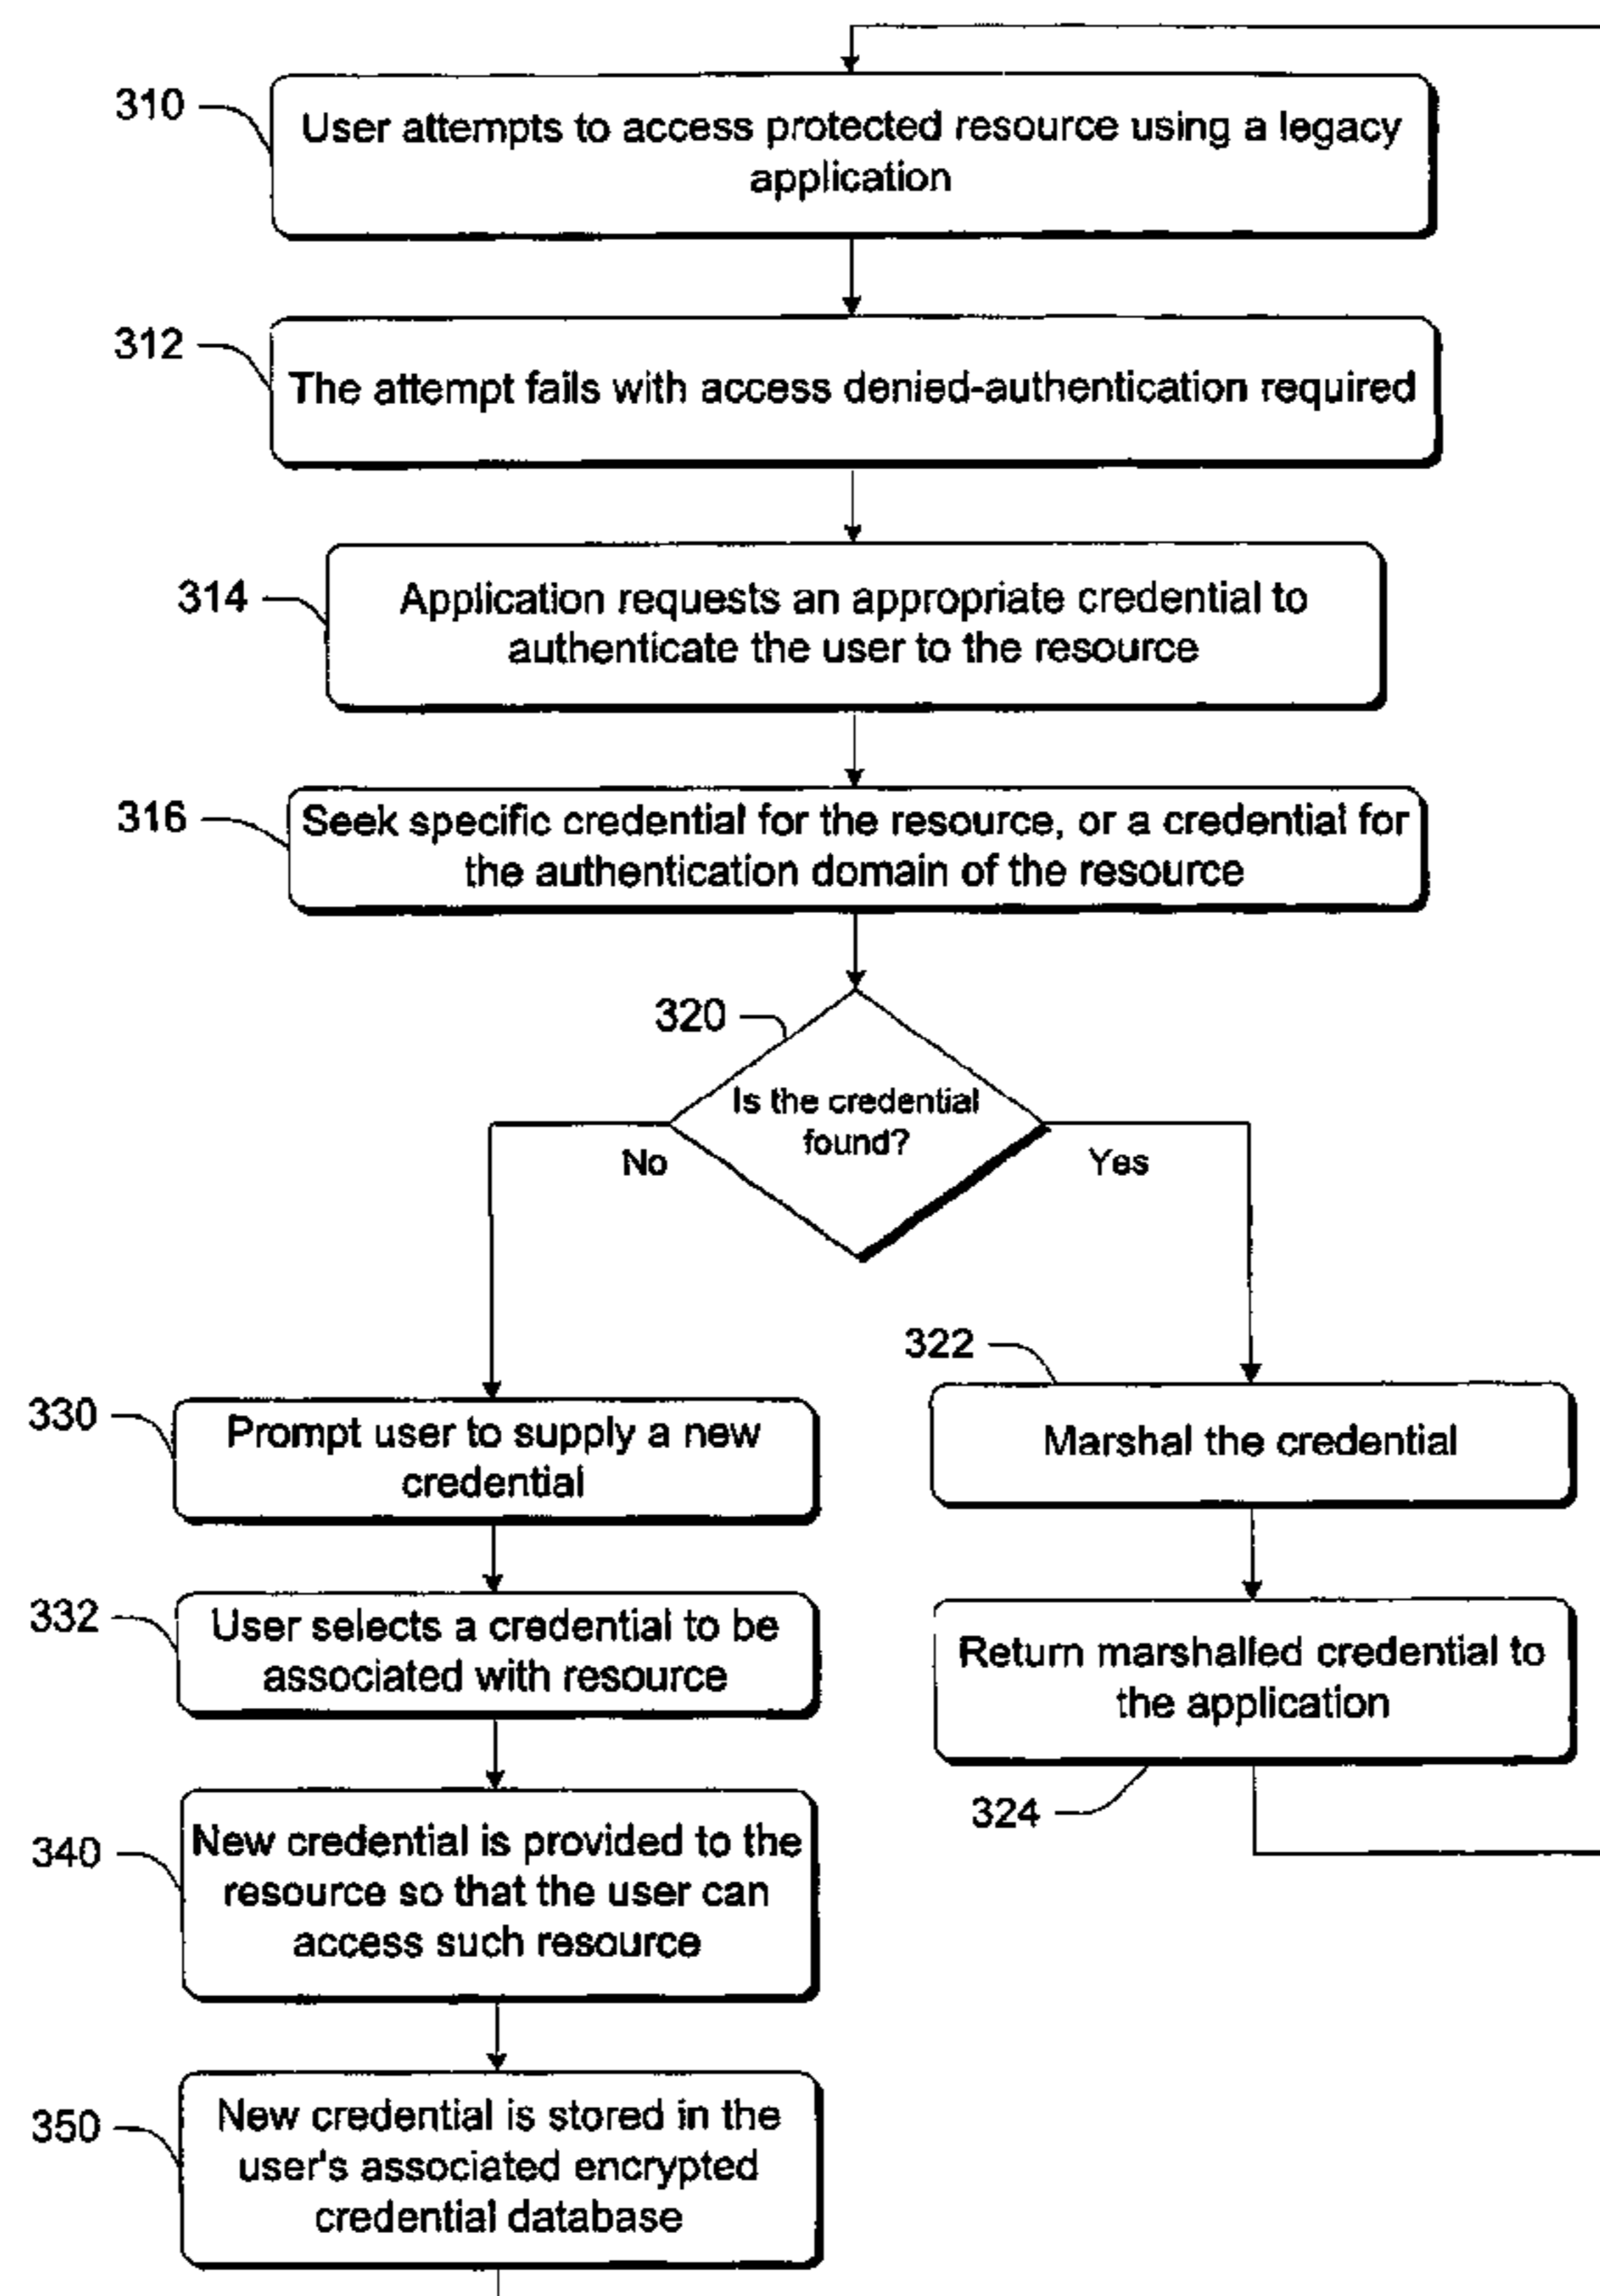 310
User attempts to access protected resource using a legacy
application
312
The attempt fails with access denied-authentication required
314
Application requests an appropriate credential to
authenticate the user to the resource
316
Seek specific credential for the resource, or a credential for
the authentication domain of the resource
320
Is the credential
found?
No
Yes
322
Marshal the credential
330
Prompt user to supply a new
credential
332
User selects a credential to be
associated with resource
Return marshalled credential to
the application
324
340
New credential is provided to the
resource so that the user can
access such resource
350
New credential is stored in the
user's associated encrypted
credential database